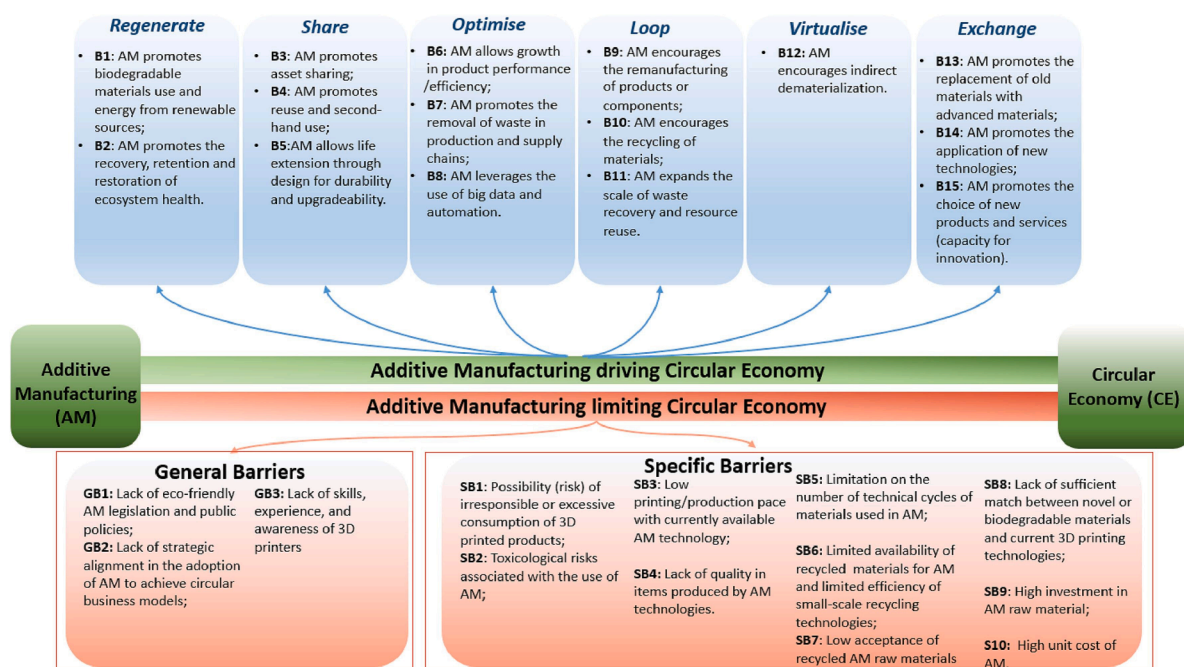 Regenerate
• B1: AM promotes
biodegradable
materials use and
energy from renewable
sources;
• B2: AM promotes the
recovery, retention and
restoration of
ecosystem health.
Share
• B3: AM promotes
asset sharing;
• B4: AM promotes
reuse and second-
hand use;
• B5:AM allows life
extension through
design for durability
and upgradeability.
Optimise
• B6: AM allows growth
in product performance
/efficiency;
• B7: AM promotes the
removal of waste in
production and supply
chains;
• B8: AM leverages the
use of big data and
automation.
Loop
• B9: AM encourages
the remanufacturing
of products or
components;
• B10: AM encourages
the recycling of
materials;
• B11: AM expands the
scale of waste
recovery and resource
reuse.
Virtualise
• B12: AM
encourages indirect
dematerialization.
Exchange
• B13: AM promotes the
replacement of old
materials with
advanced materials;
• B14: AM promotes the
application of new
technologies;
• B15: AM promotes the
choice of new
products and services
(capacity for
innovation).
Additive
Manufacturing
(AM)
Additive Manufacturing driving Circular Economy
Additive Manufacturing limiting Circular Economy
Circular
Economy (CE)
General Barriers
GB1: Lack of eco-friendly
AM legislation and public
policies;
GB2: Lack of strategic
alignment in the adoption
of AM to achieve circular
business models;
GB3: Lack of skills,
experience, and
awareness of 3D
printers
Specific Barriers
SB1: Possibility (risk) of
irresponsible or excessive
consumption of 3D
printed products;
SB2: Toxicological risks
associated with the use of
AM;
SB3: Low
printing/production pace
with currently available
AM technology;
SB4: Lack of quality in
items produced by AM
technologies.
SB5: Limitation on the
number of technical cycles of
materials used in AM;
SB6: Limited availability of
recycled materials for AM
and limited efficiency of
small-scale recycling
technologies;
SB7: Low acceptance of
recycled AM raw materials
SB8: Lack of sufficient
match between novel or
biodegradable materials
and current 3D printing
technologies;
SB9: High investment in
AM raw material;
S10: High unit cost of
AM